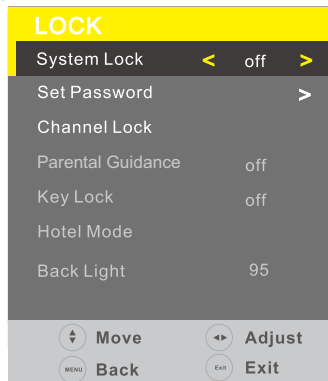 LOCK
System Lock < off >
Set Password >
Channel Lock
Parental Guidance off
Key Lock off
Hotel Mode
Back Light 95
Move Adjust
MENU Back Exit Exit